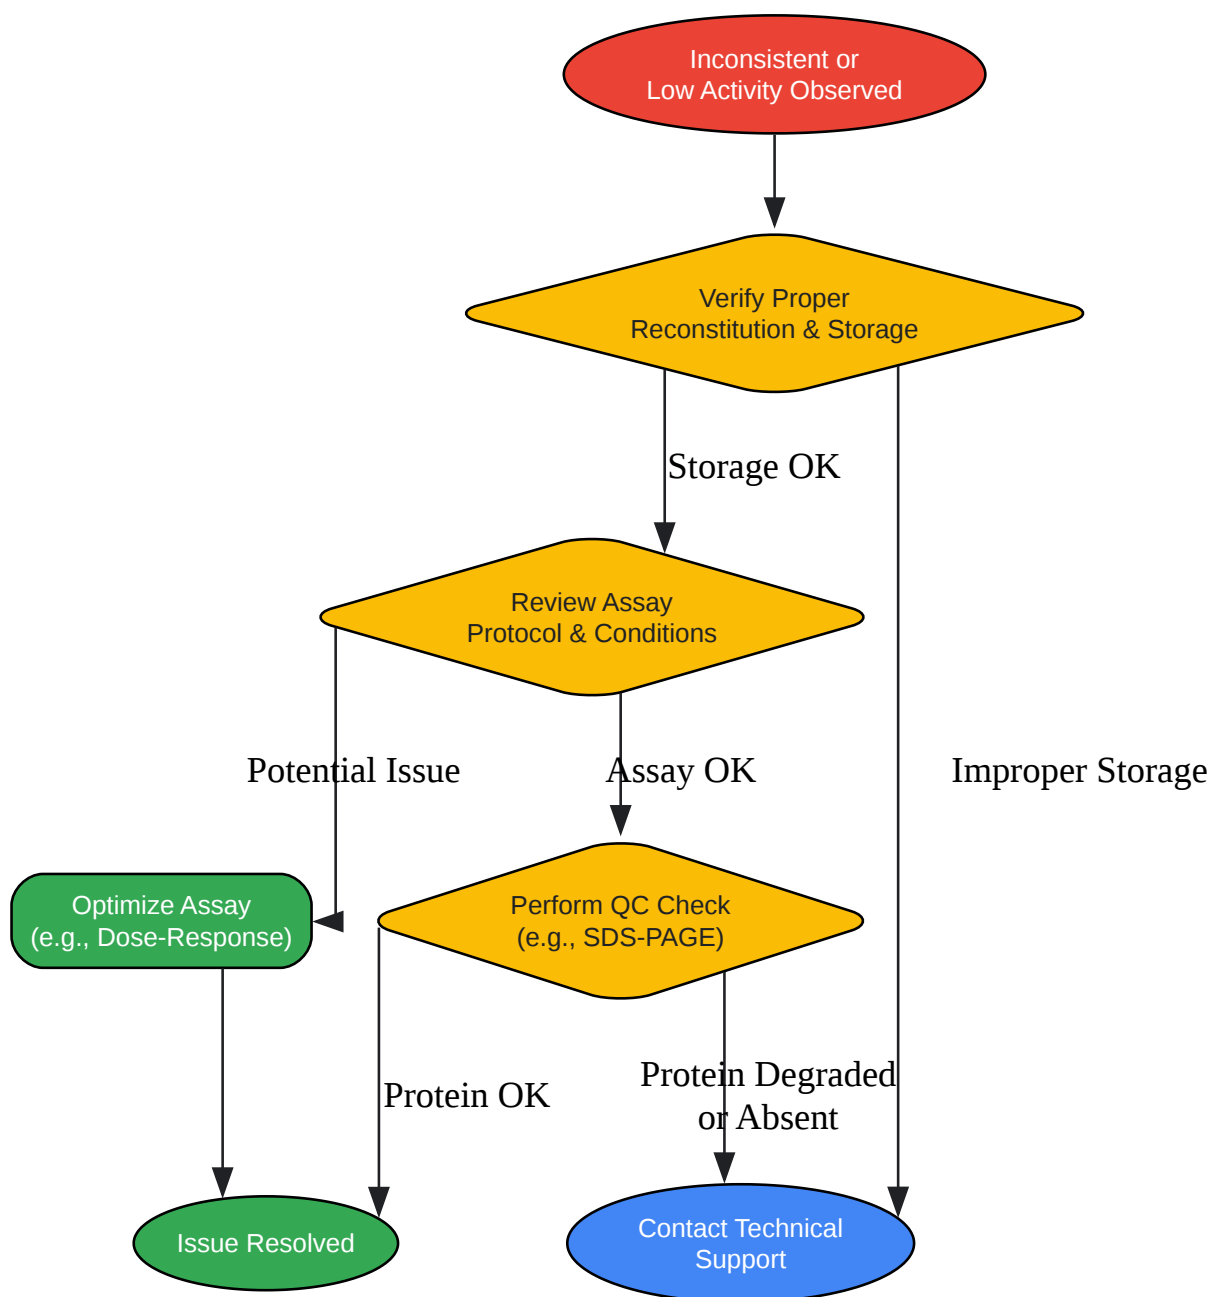 Inconsistent or
Low Activity Observed
Verify Proper
Reconstitution & Storage
Storage OK
Review Assay
Protocol & Conditions
Potential Issue
Assay OK
Improper Storage
Optimize Assay
(e.g., Dose-Response)
Perform QC Check
(e.g., SDS-PAGE)
Protein OK
Protein Degraded
or Absent
Issue Resolved
Contact Technical
Support